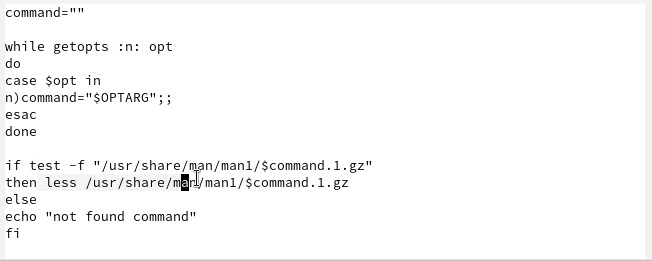 command=""

while getopts :n: opt
do
case $opt in
n)command="$OPTARG";;
esac
done

if test -f "/usr/share/man/man1/$command.1.gz"
then less /usr/share/man/man1/$command.1.gz
else
echo "not found command"
fi